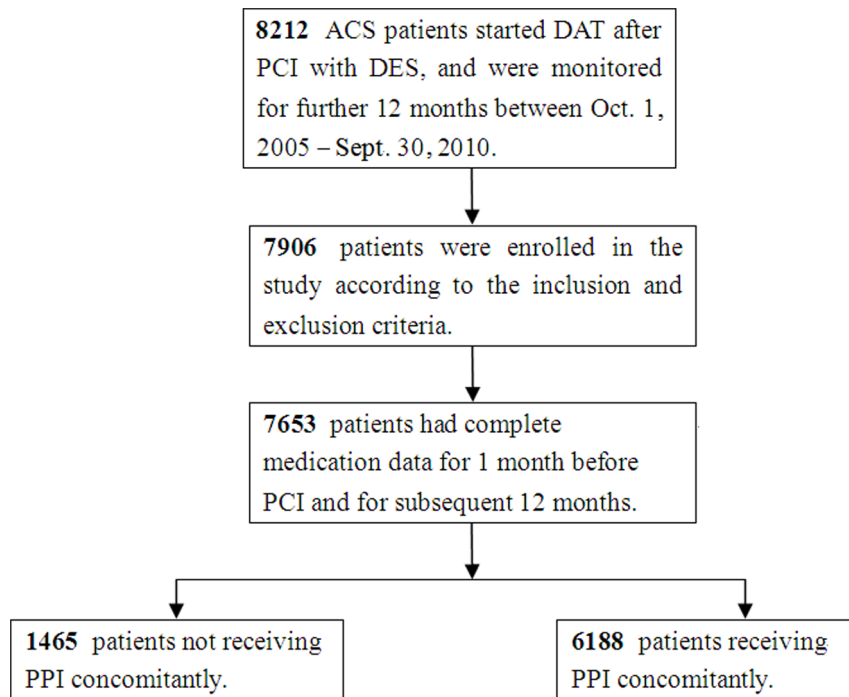 8212 ACS patients started DAT after
PCI with DES, and were monitored
for further 12 months between Oct. 1,
2005 – Sept. 30, 2010.
7906 patients were enrolled in the
study according to the inclusion and
exclusion criteria.
7653 patients had complete
medication data for 1 month before
PCI and for subsequent 12 months.
1465 patients not receiving
PPI concomitantly.
6188 patients receiving
PPI concomitantly.